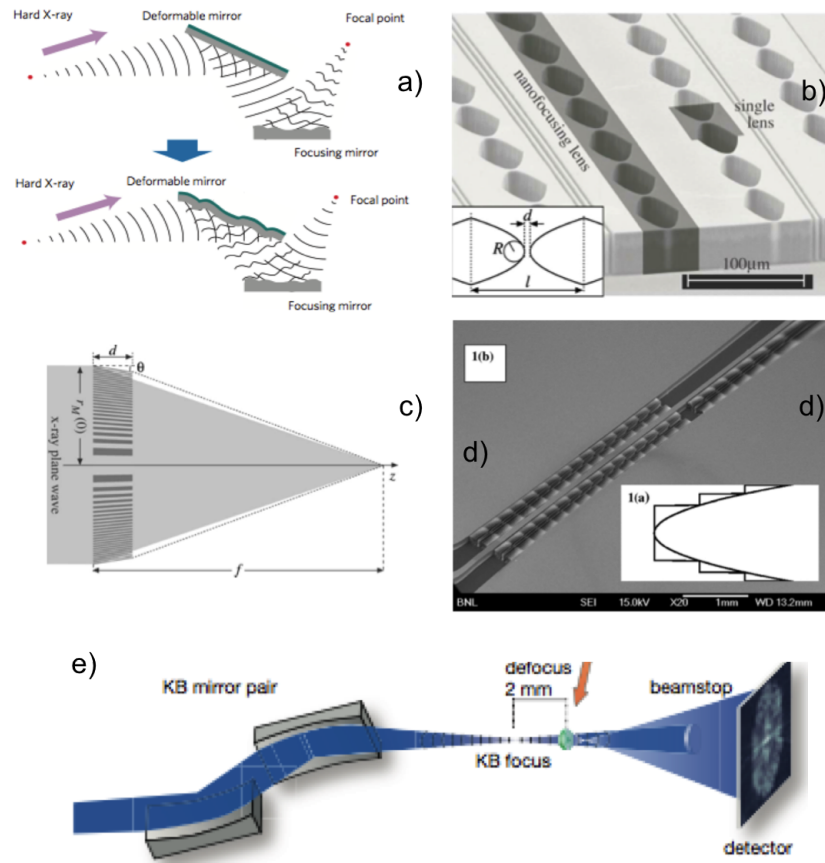 Hard X-ray
Deformable mirror
Focal point
a)
Focusing mirror
Hard X-ray
Deformable mirror
Focal point
Focusing mirror
nanofocusing lens
b)
single
lens
d
R
l
100μm
d
θ
r_M(0)
x-ray plane wave
c)
z
f
1(b)
d)
d)
1(a)
BNL SEI 15.0kV X20 1mm WD 13.2mm
e)
KB mirror pair
defocus
2 mm
beamstop
KB focus
detector